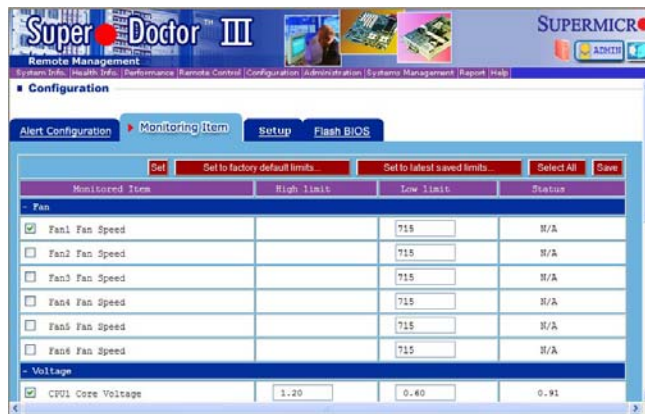 Super Doctor™ III
SUPERMICR
Remote Management
ADMIN
System Info. | Health Info. | Performance | Remote Control | Configuration | Administration | Systems Management | Report | Help
Configuration
Alert Configuration
Monitoring Item
Setup
Flash BIOS
Set
Set to factory default limits...
Set to latest saved limits...
Select All
Save
Monitored Item High limit Low limit Status
- Fan
Fan1 Fan Speed 715 N/A
Fan2 Fan Speed 715 N/A
Fan3 Fan Speed 715 N/A
Fan4 Fan Speed 715 N/A
Fan5 Fan Speed 715 N/A
Fan6 Fan Speed 715 N/A
- Voltage
CPU1 Core Voltage 1.20 0.60 0.91